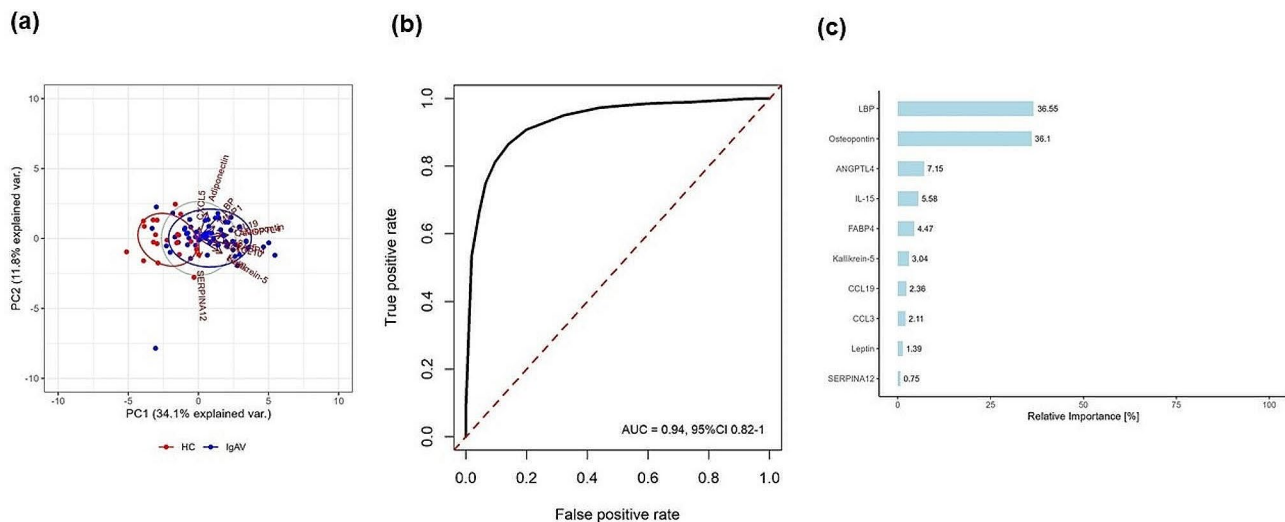 (a)
(b)
(c)
10
5
0
-5
-10
PC2 (11.8% explained var.)
Adiponectin
SERPINA12
-10
-5
0
5
10
PC1 (34.1% explained var.)
HC
IgAV
1.0
0.8
0.6
0.4
0.2
0.0
True positive rate
AUC = 0.94, 95%CI 0.82-1
0.0
0.2
0.4
0.6
0.8
1.0
False positive rate
LBP
36.55
Osteopontin
36.1
ANGPTL4
7.15
IL-15
5.58
FABP4
4.47
Kallikrein-5
3.04
CCL19
2.36
CCL3
2.11
Leptin
1.39
SERPINA12
0.75
0
25
50
75
100
Relative Importance [%]